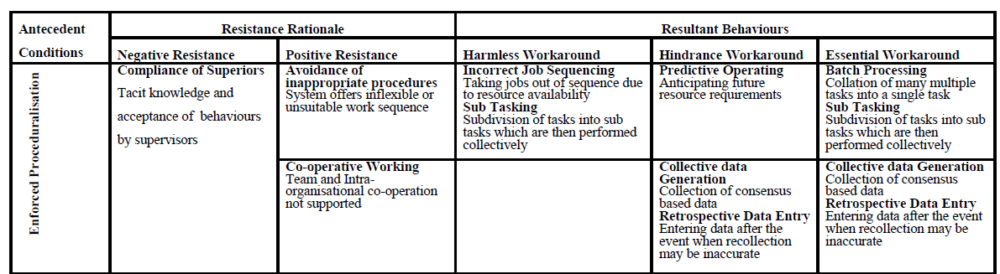 Antecedent
Conditions
Resistance Rationale
Resultant Behaviours
Negative Resistance
Positive Resistance
Harmless Workaround
Hindrance Workaround
Essential Workaround
Enforced Proceduralisation
Compliance of Superiors
Tacit knowledge and
acceptance of behaviours
by supervisors
Avoidance of
inappropriate procedures
System offers inflexible or
unsuitable work sequence
Incorrect Job Sequencing
Taking jobs out of sequence due
to resource availability
Sub Tasking
Subdivision of tasks into sub
tasks which are then performed
collectively
Predictive Operating
Anticipating future
resource requirements
Batch Processing
Collation of many multiple
tasks into a single task
Sub Tasking
Subdivision of tasks into sub
tasks which are then
performed collectively
Co-operative Working
Team and Intra-
organisational co-operation
not supported
Collective data
Generation
Collection of consensus
based data
Retrospective Data Entry
Entering data after the
event when recollection
may be inaccurate
Collective data Generation
Collection of consensus
based data
Retrospective Data Entry
Entering data after the event
when recollection may be
inaccurate